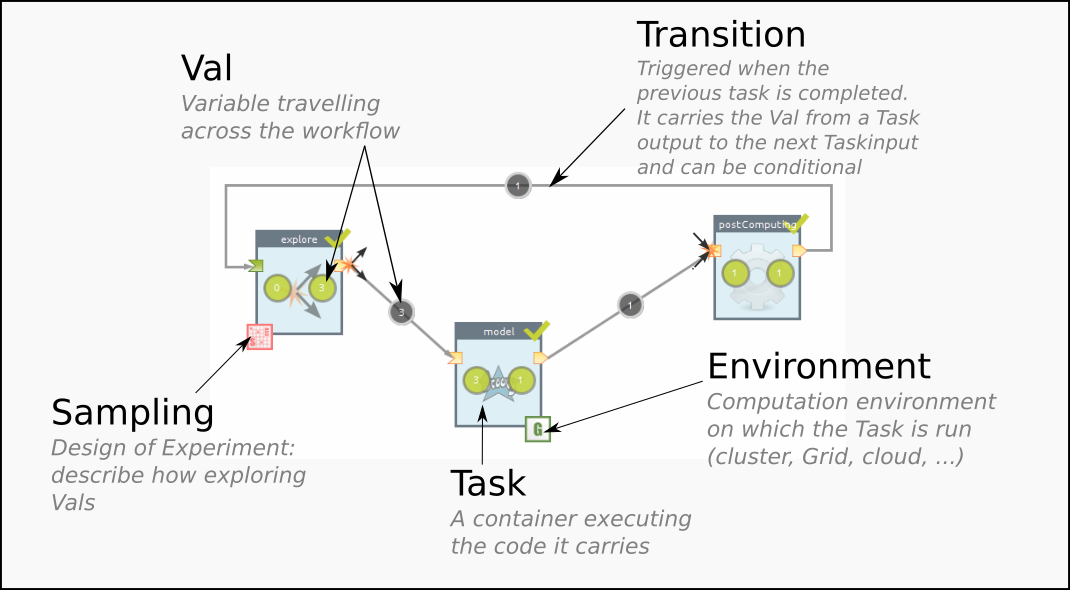 Transition
Triggered when the
previous task is completed.
It carries the Val from a Task
output to the next Taskinput
and can be conditional
Val
Variable travelling
across the workflow
1
explore
0
3
3
model
3
1
G
1
postComputing
1
1
Sampling
Design of Experiment:
describe how exploring
Vals
Environment
Computation environment
on which the Task is run
(cluster, Grid, cloud, ...)
Task
A container executing
the code it carries